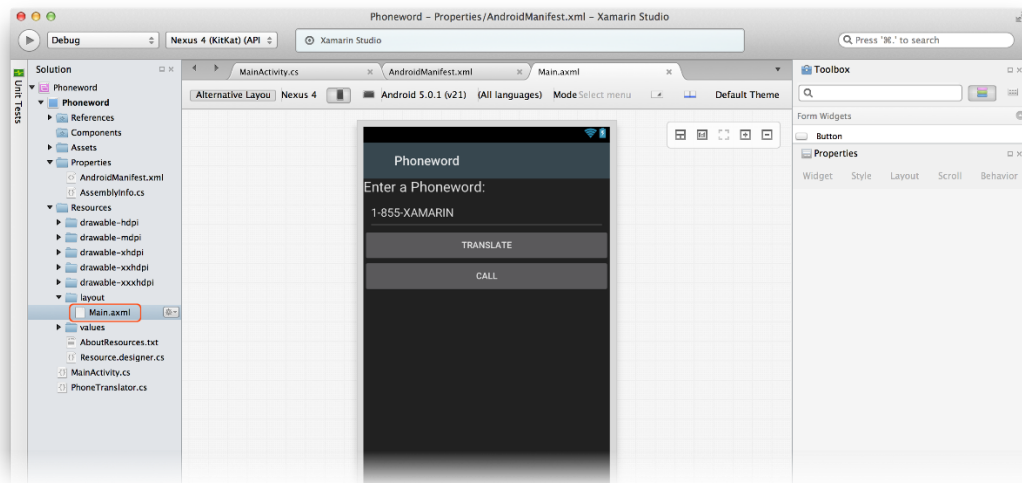 Phoneword – Properties/AndroidManifest.xml – Xamarin Studio
Debug
Nexus 4 (KitKat) (API
Xamarin Studio
Press '⌘.' to search
Unit Tests
Solution
Phoneword
Phoneword
References
Components
Assets
Properties
AndroidManifest.xml
AssemblyInfo.cs
Resources
drawable-hdpi
drawable-mdpi
drawable-xhdpi
drawable-xxhdpi
drawable-xxxhdpi
layout
Main.axml
values
AboutResources.txt
Resource.designer.cs
MainActivity.cs
PhoneTranslator.cs
MainActivity.cs
AndroidManifest.xml
Main.axml
Alternative Layou Nexus 4 Android 5.0.1 (v21) (All languages) Mode Select menu Default Theme
Phoneword
Enter a Phoneword:
1-855-XAMARIN
TRANSLATE
CALL
Toolbox
Form Widgets
Button
Properties
Widget Style Layout Scroll Behavior